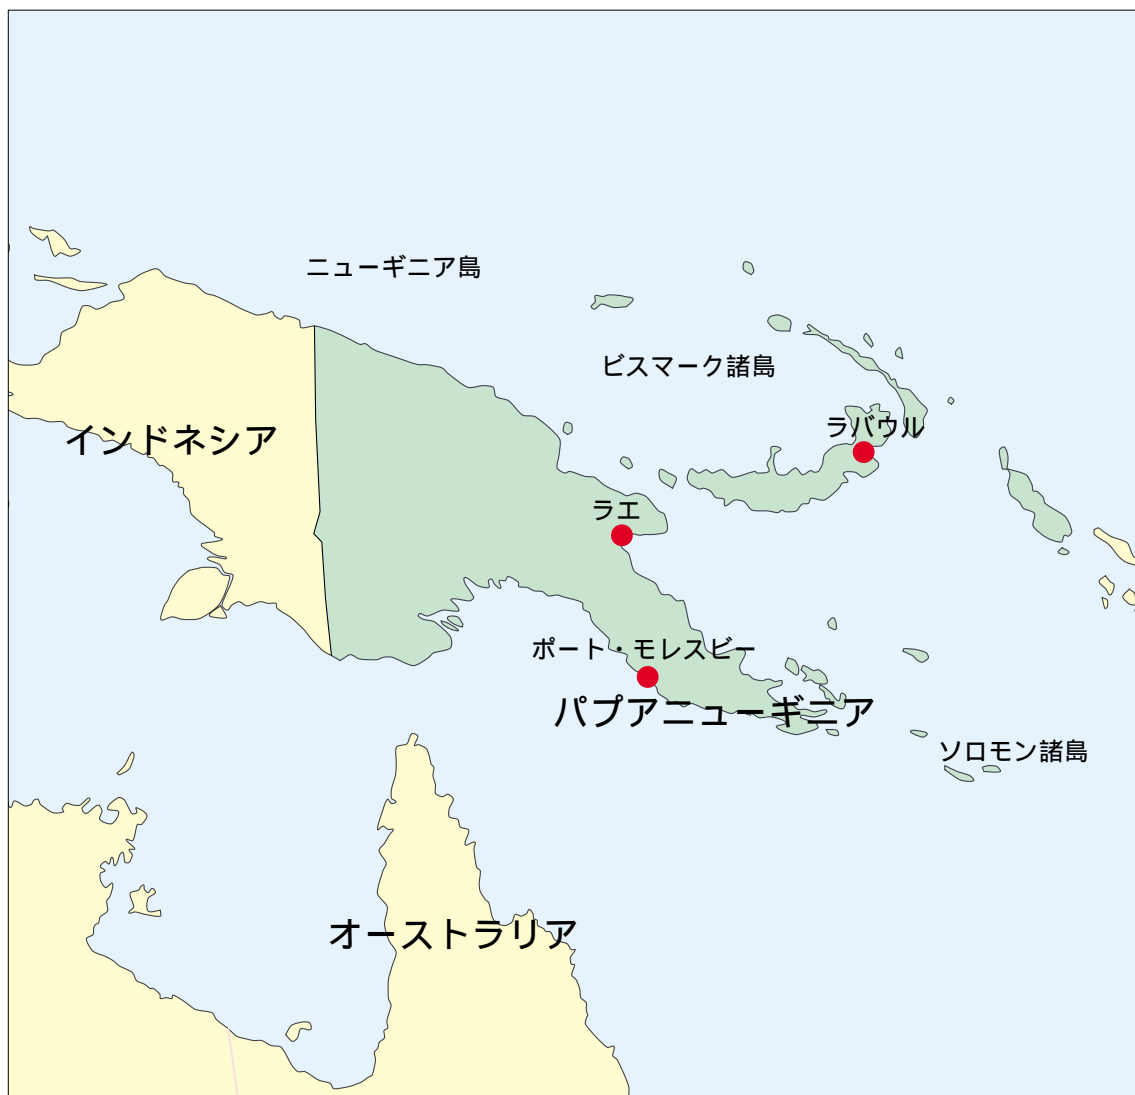 ニューギニア島
ビスマーク諸島
ラバウル
インドネシア
ラエ
ポート・モレスビー
パプアニューギニア
ソロモン諸島
オーストラリア